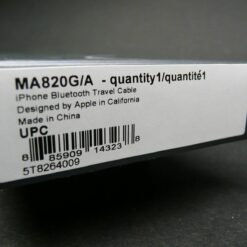 MA820G/A - quantity1/quantité1
iPhone Bluetooth Travel Cable
Designed by Apple in California
Made in China
UPC
8 85909 14323 8
5T8264009